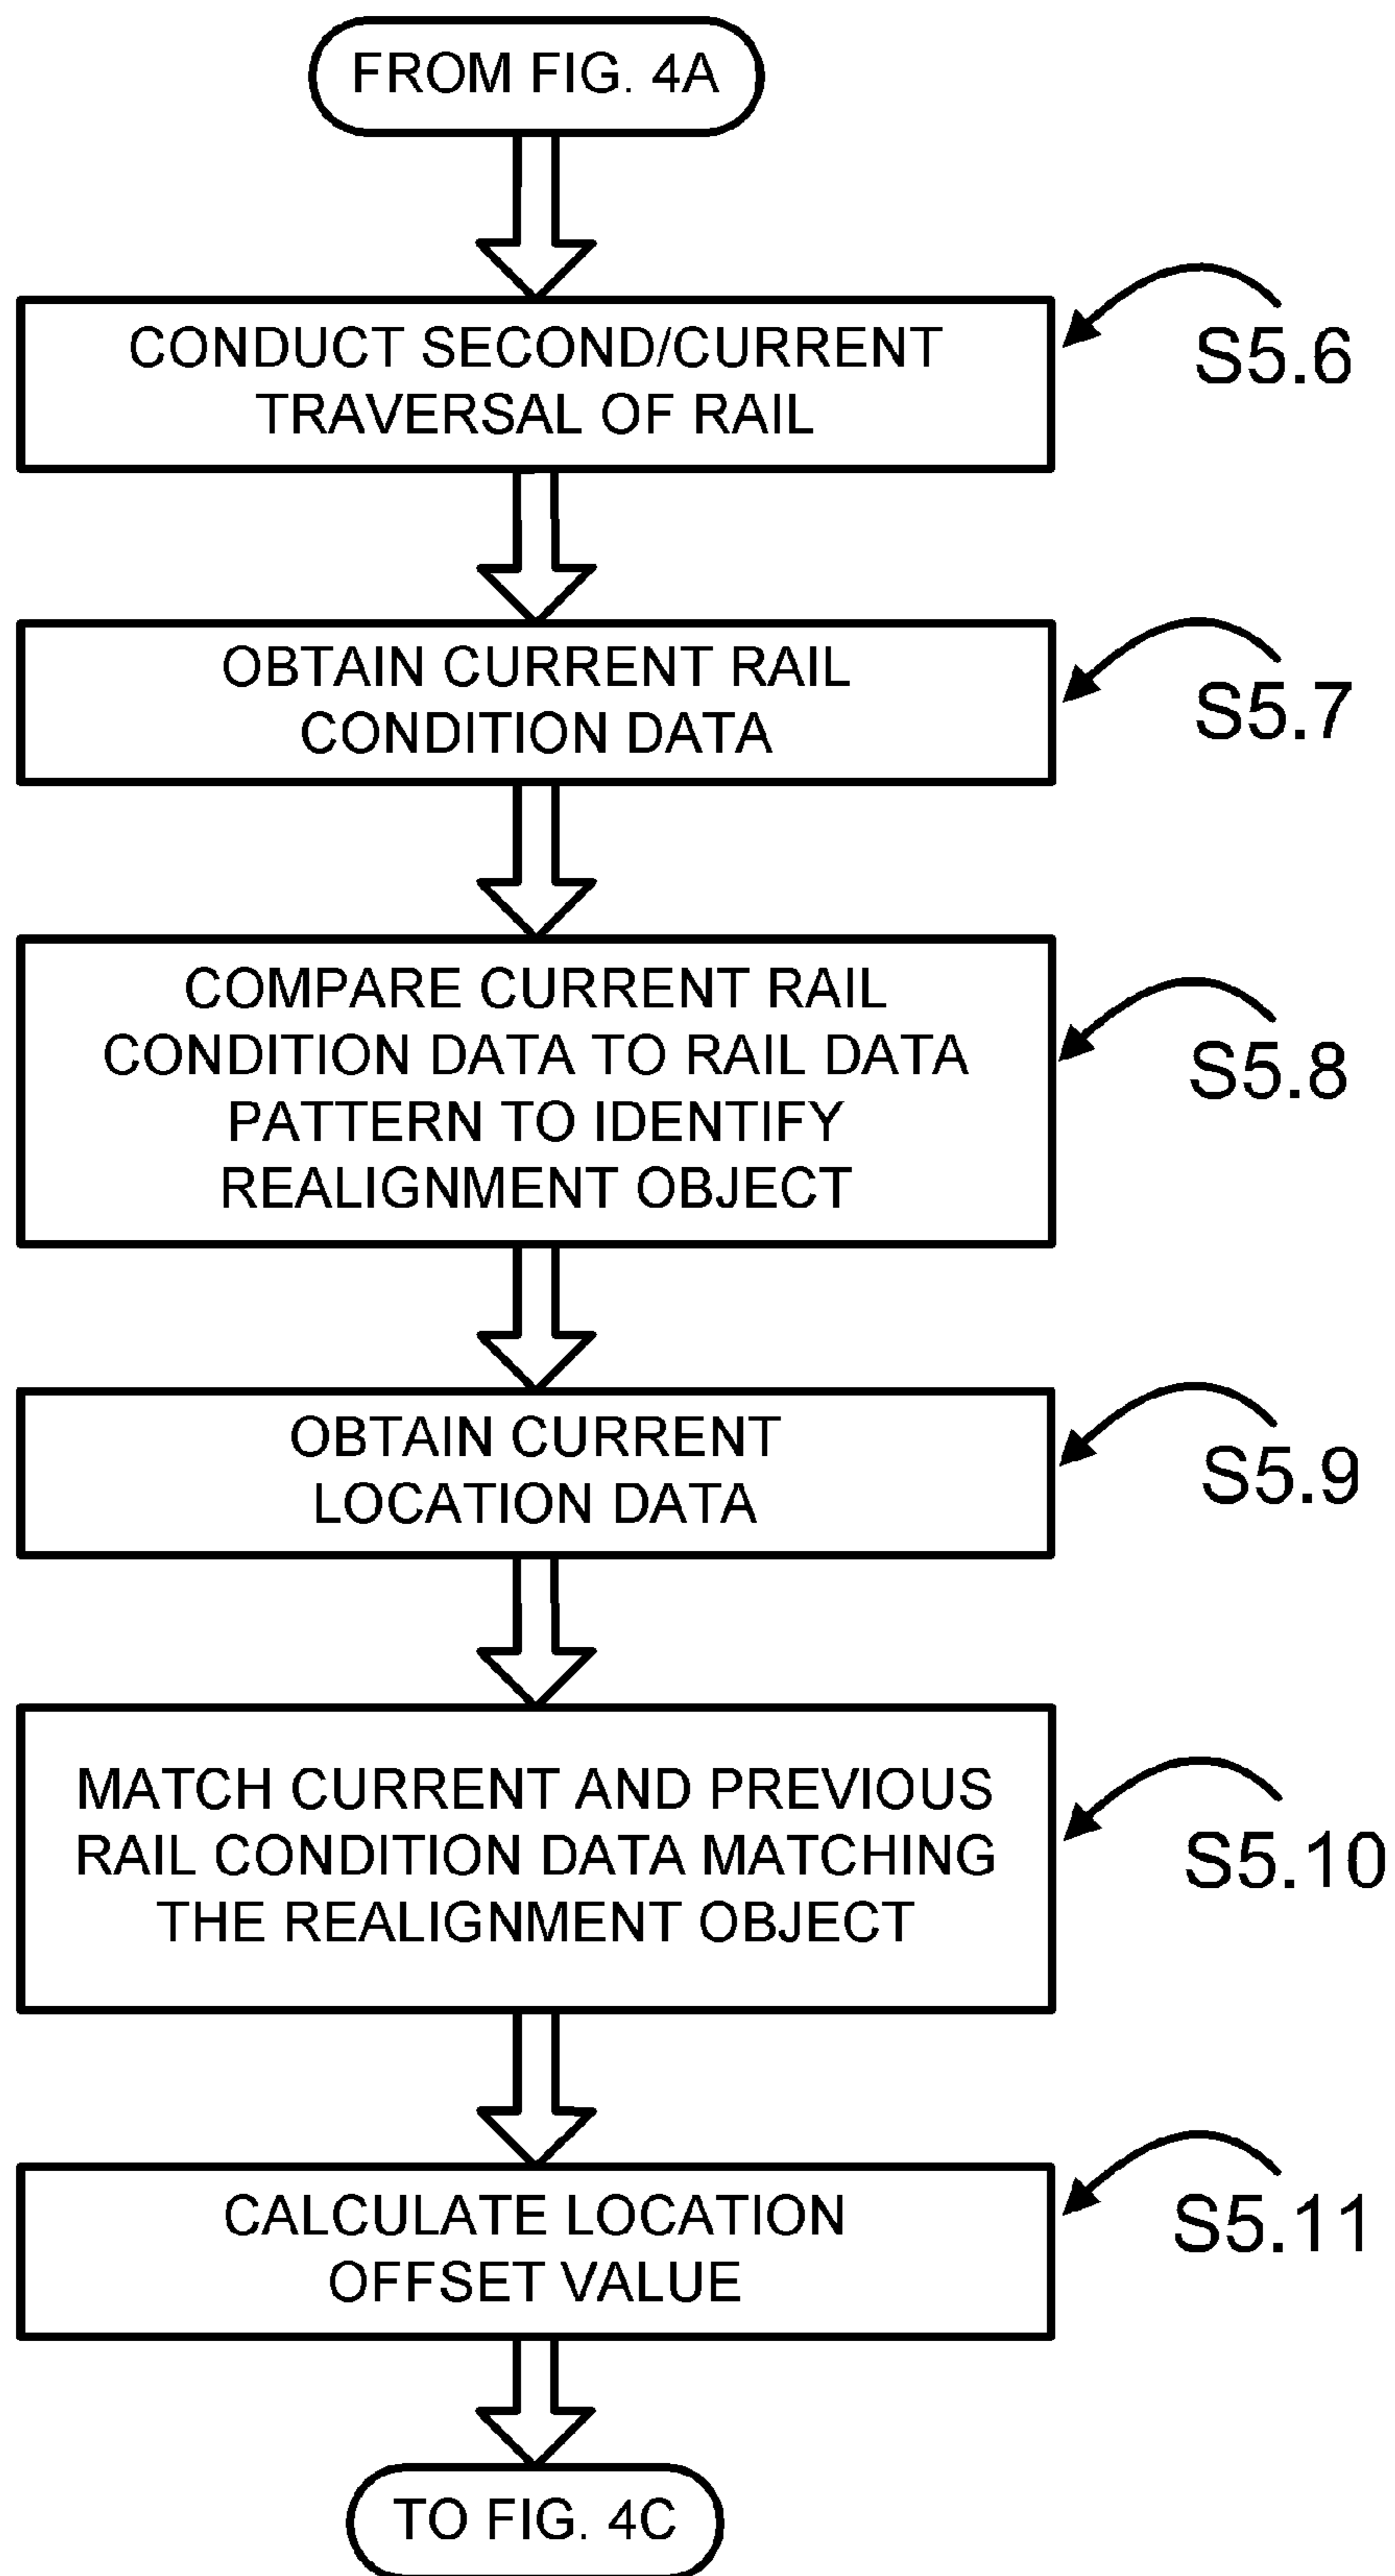 FROM FIG. 4A
CONDUCT SECOND/CURRENT
TRAVERSAL OF RAIL
S5.6
OBTAIN CURRENT RAIL
CONDITION DATA
S5.7
COMPARE CURRENT RAIL
CONDITION DATA TO RAIL DATA
PATTERN TO IDENTIFY
REALIGNMENT OBJECT
S5.8
OBTAIN CURRENT
LOCATION DATA
S5.9
MATCH CURRENT AND PREVIOUS
RAIL CONDITION DATA MATCHING
THE REALIGNMENT OBJECT
S5.10
CALCULATE LOCATION
OFFSET VALUE
S5.11
TO FIG. 4C